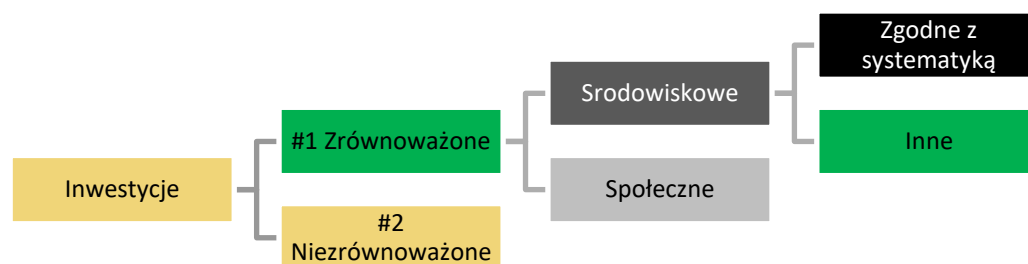 Inwestycje
#1 Zrównoważone
#2
Niezrównoważone
Srodowiskowe
Społeczne
Zgodne z
systematyką
Inne